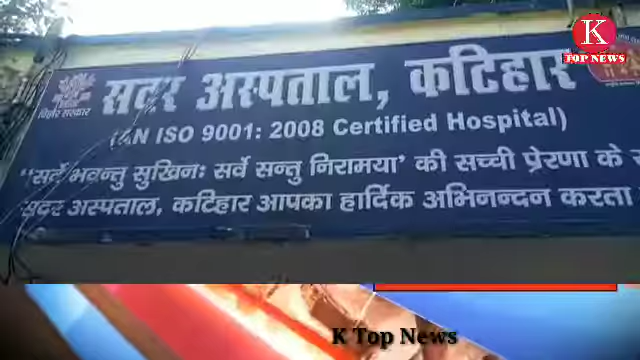 K
TOP NEWS
बिहार सरकार
सदर अस्पताल, कटिहार
(AN ISO 9001: 2008 Certified Hospital)
"सर्वे भवन्तु सुखिनः सर्वे सन्तु निरामया' की सच्ची प्रेरणा के
सदर अस्पताल, कटिहार आपका हार्दिक अभिनन्दन करता
K Top News